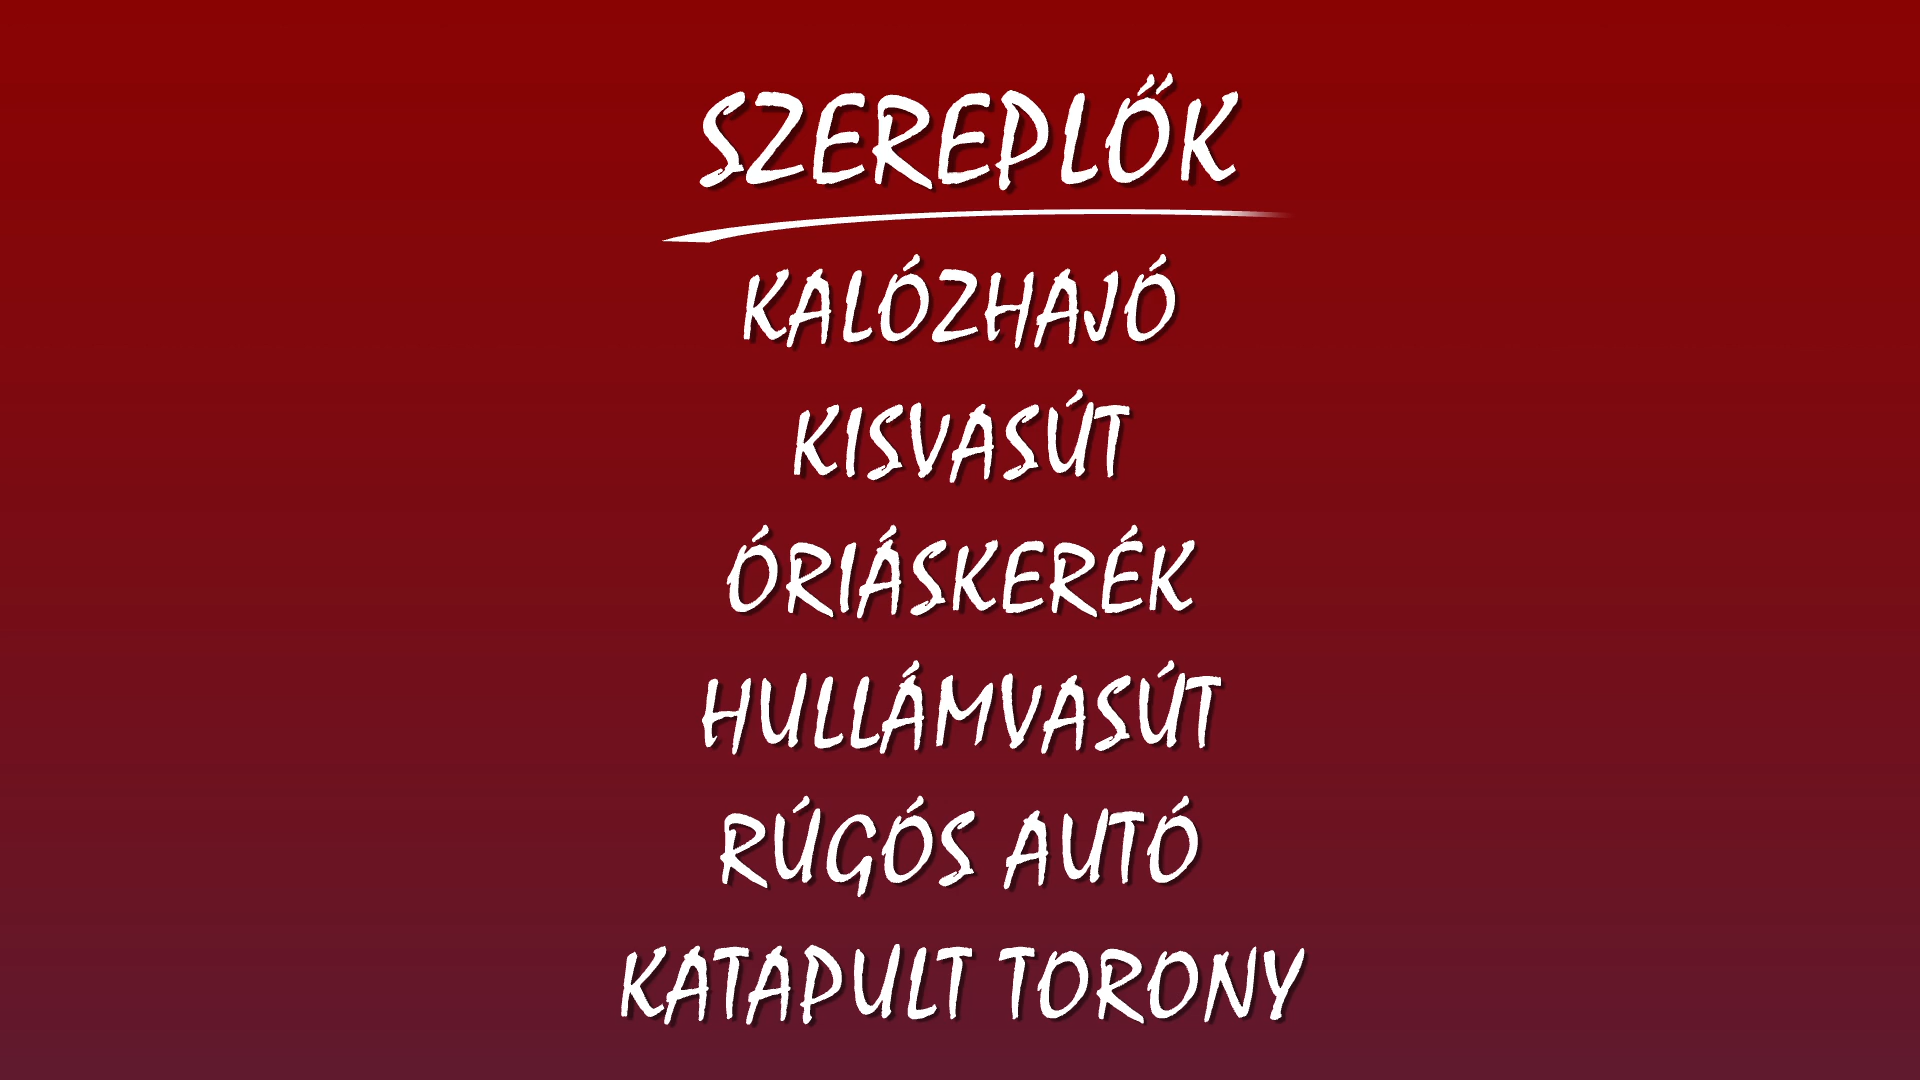 SZEREPLŐK
KALÓZHAJÓ
KISVASÚT
ÓRIÁSKERÉK
HULLÁMVASÚT
RÚGÓS AUTÓ
KATAPULT TORONY